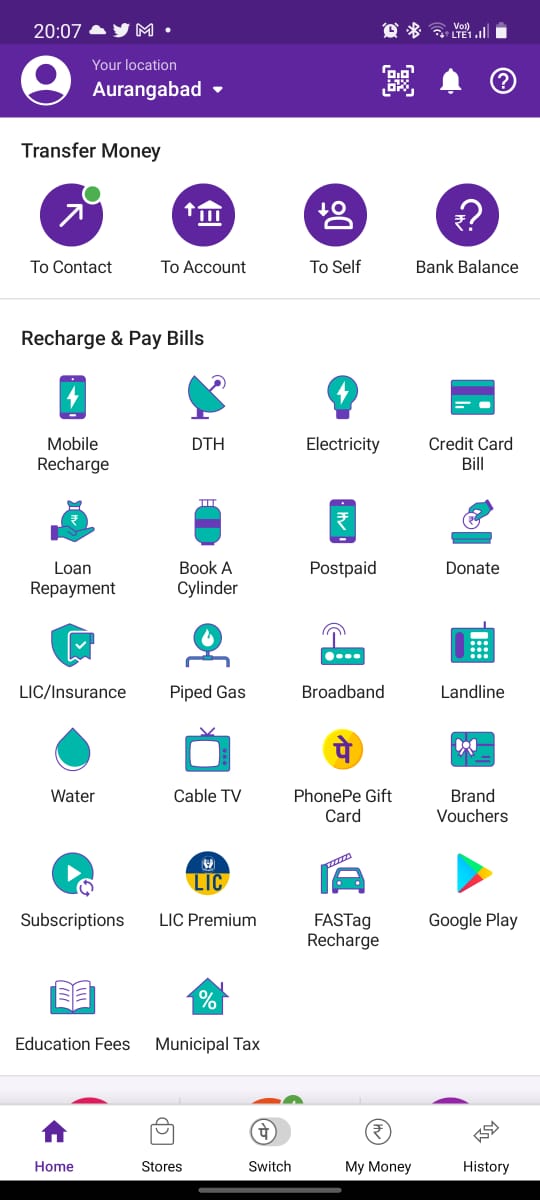 20:07
Vo))
LTE1
Your location
Aurangabad
Transfer Money
To Contact
To Account
To Self
Bank Balance
Recharge & Pay Bills
Mobile
Recharge
DTH
Electricity
Credit Card
Bill
Loan
Repayment
Book A
Cylinder
Postpaid
Donate
LIC/Insurance
Piped Gas
Broadband
Landline
Water
Cable TV
पे
PhonePe Gift
Card
Brand
Vouchers
Subscriptions
LIC
LIC Premium
FASTag
Recharge
Google Play
Education Fees
%
Municipal Tax
Home
Stores
पे
Switch
₹
My Money
History